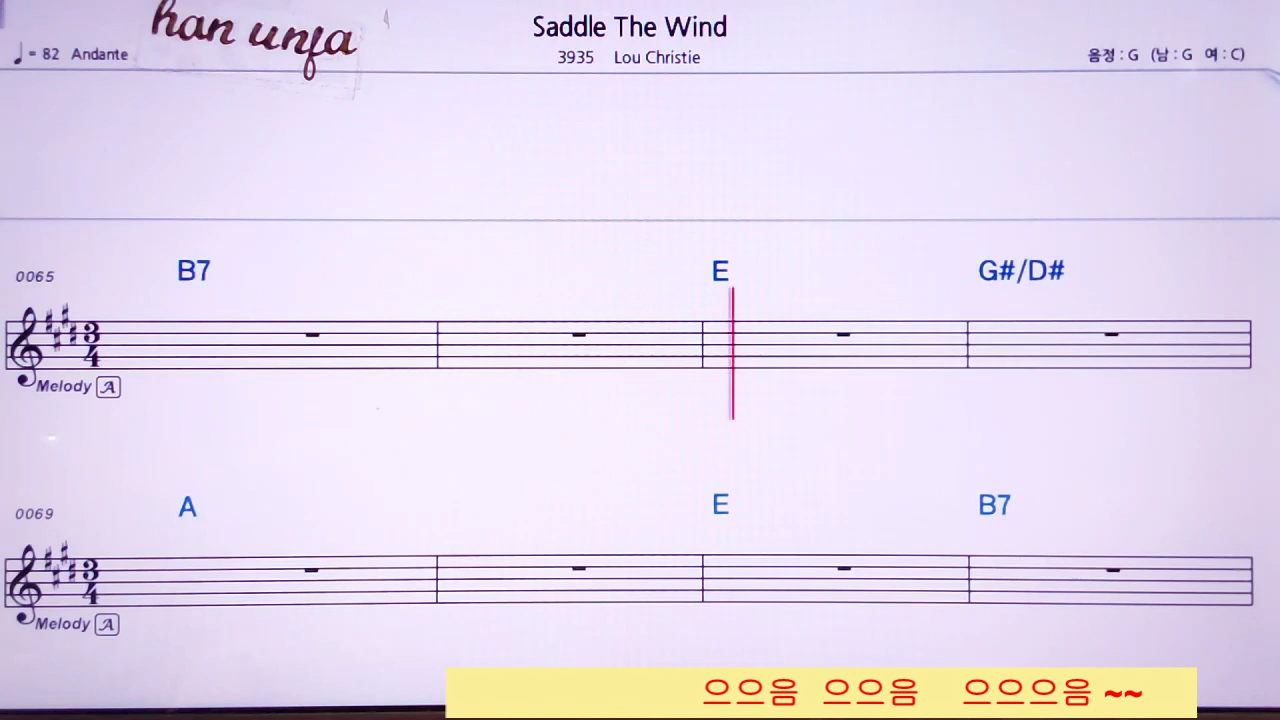 han unfa
Saddle The Wind
♩= 82 Andante
3935 Lou Christie
음정 : G (남 : G 여 : C)
0065
B7 E G#/D#
3
4
Melody A
0069
A E B7
3
4
Melody A
으으음 으으음 으으으음 ~~